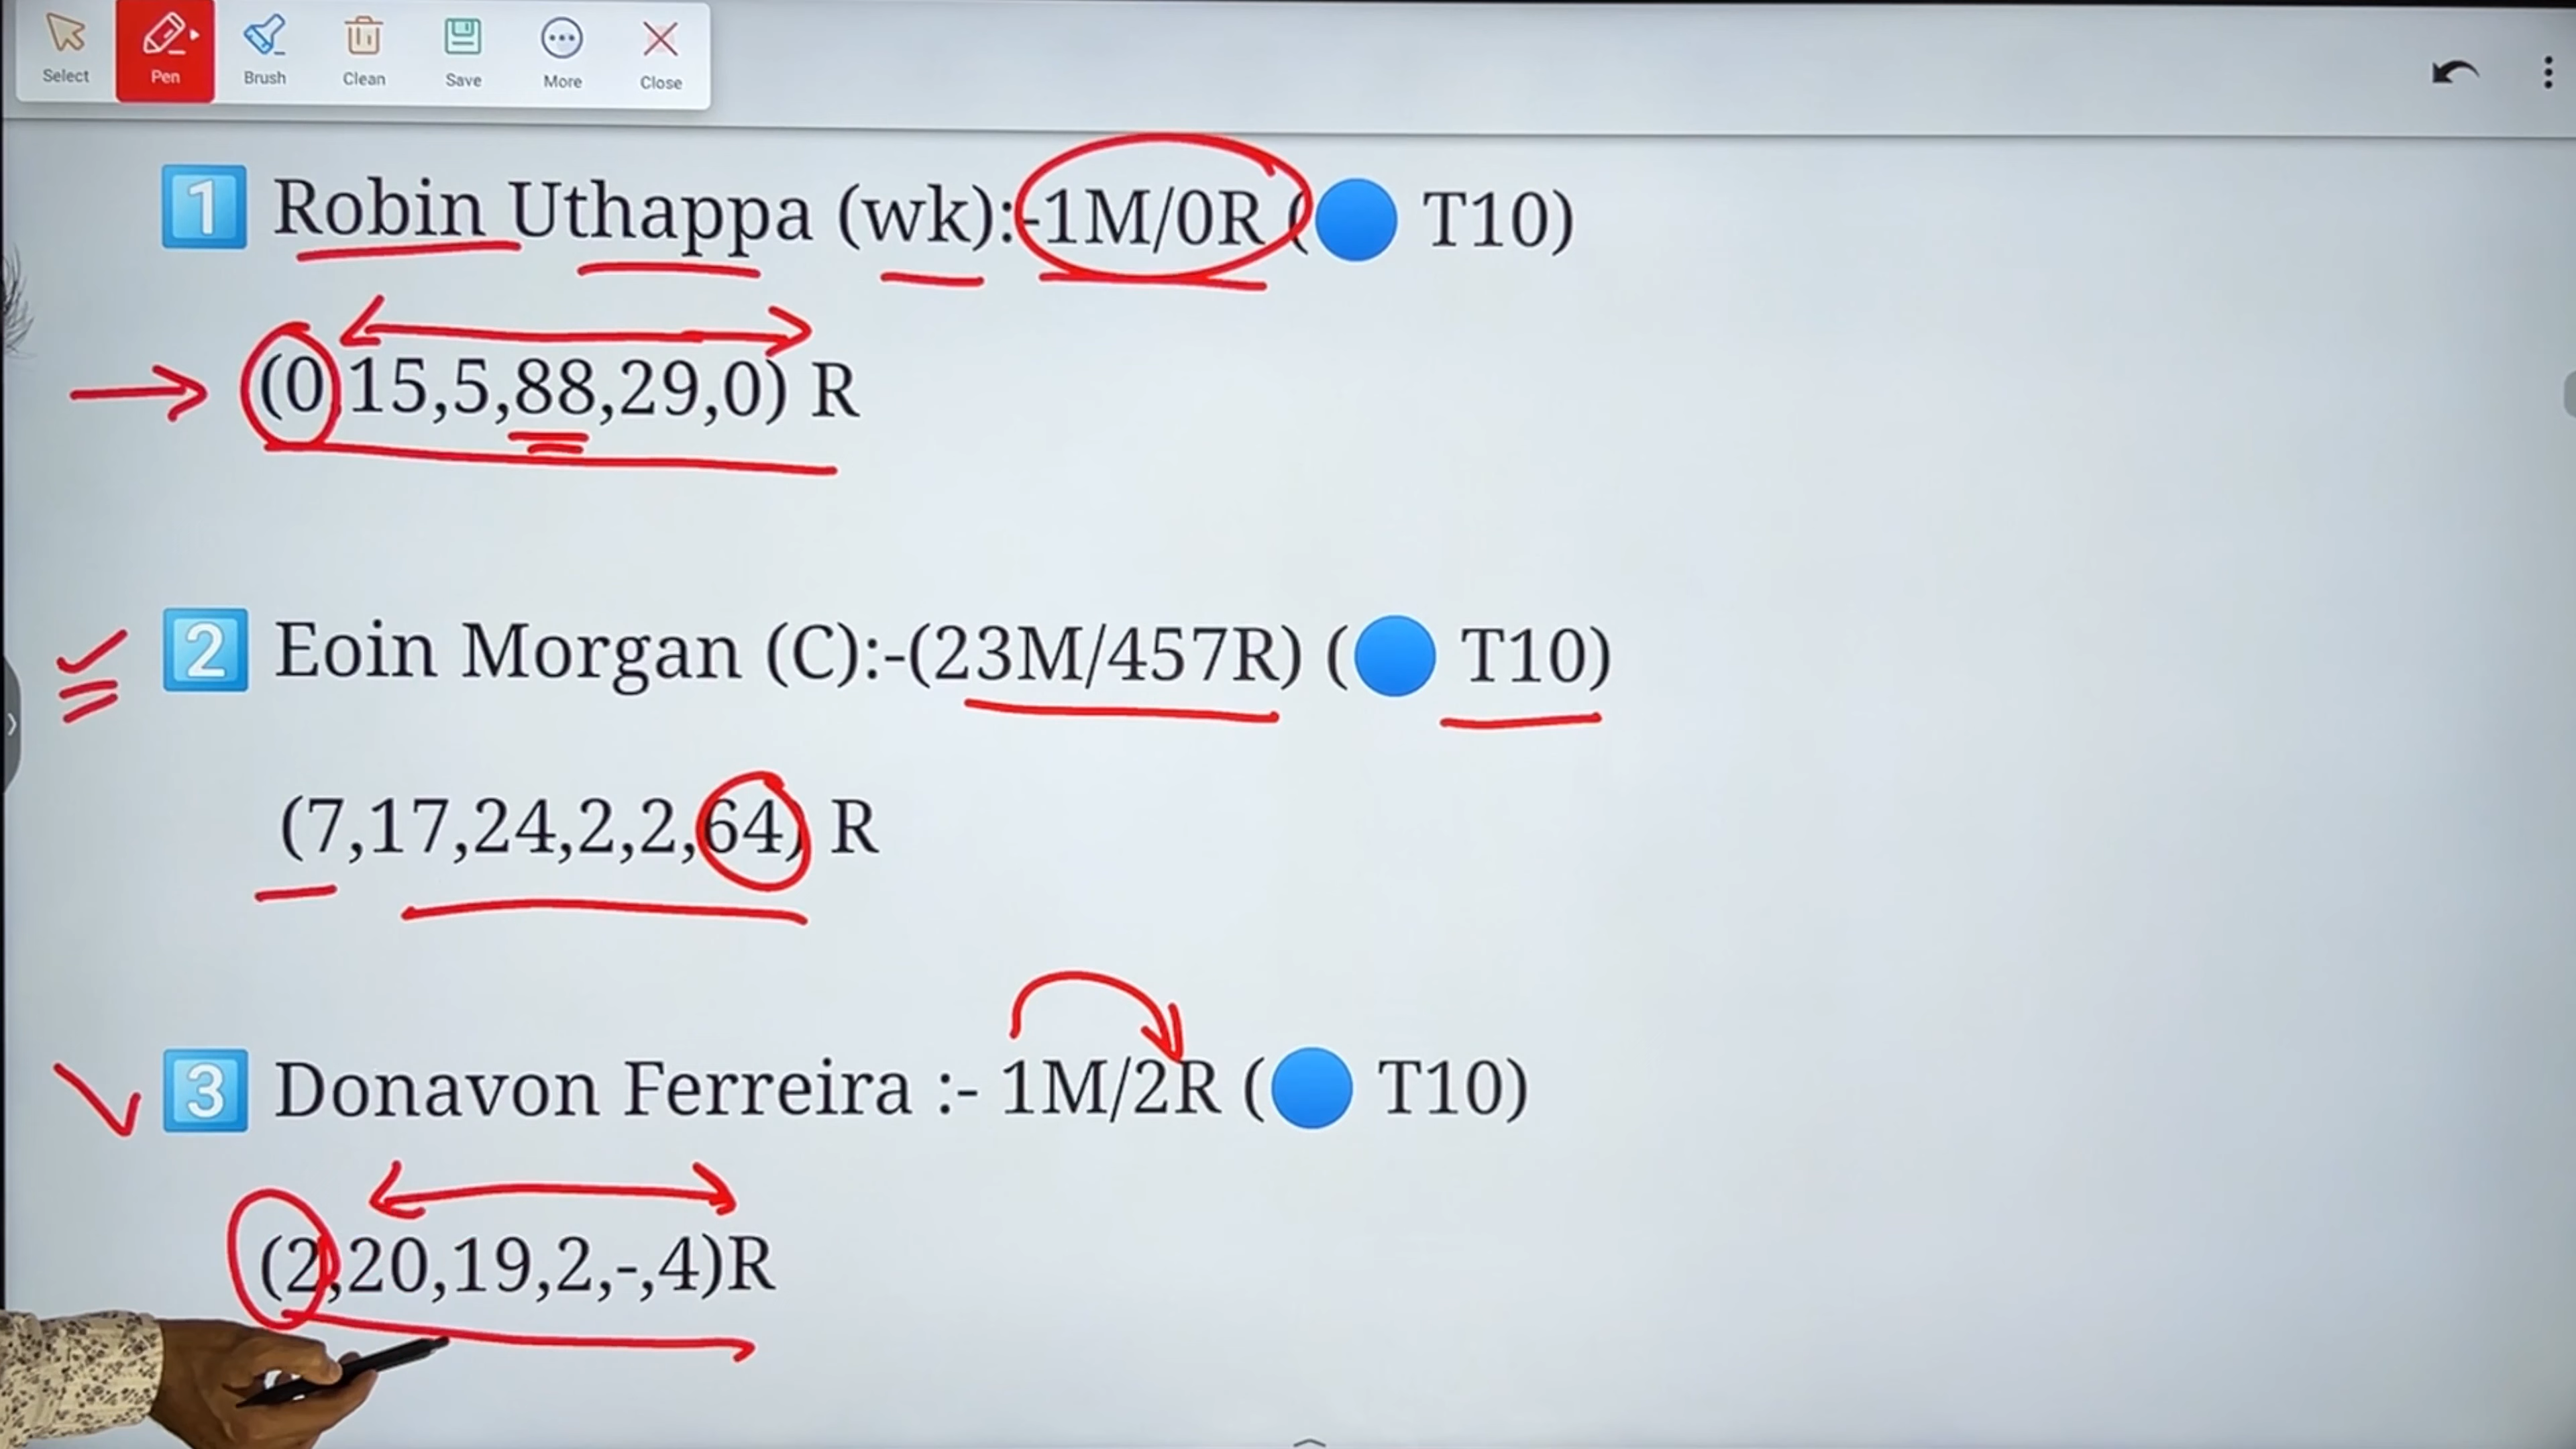 Select Pen Brush Clean Save More Close
1 Robin Uthappa (wk):-1M/0R (🔵 T10)
(0,15,5,88,29,0) R
2 Eoin Morgan (C):-(23M/457R) (🔵 T10)
(7,17,24,2,2,64) R
3 Donavon Ferreira :- 1M/2R (🔵 T10)
(2,20,19,2,-,4)R